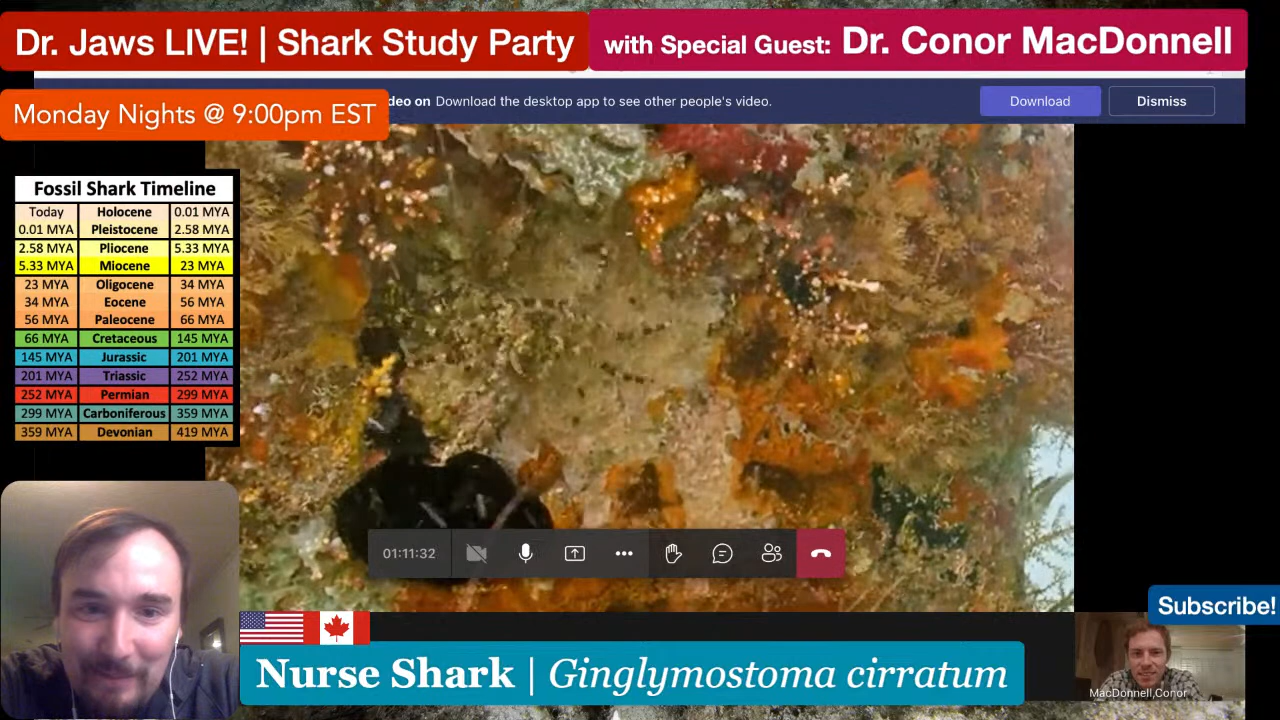 Dr. Jaws LIVE! | Shark Study Party
with Special Guest: Dr. Conor MacDonnell
Monday Nights @ 9:00pm EST
deo on Download the desktop app to see other people's video.
Download
Dismiss
Fossil Shark Timeline
Today Holocene 0.01 MYA
0.01 MYA Pleistocene 2.58 MYA
2.58 MYA Pliocene 5.33 MYA
5.33 MYA Miocene 23 MYA
23 MYA Oligocene 34 MYA
34 MYA Eocene 56 MYA
56 MYA Paleocene 66 MYA
66 MYA Cretaceous 145 MYA
145 MYA Jurassic 201 MYA
201 MYA Triassic 252 MYA
252 MYA Permian 299 MYA
299 MYA Carboniferous 359 MYA
359 MYA Devonian 419 MYA
01:11:32
Subscribe!
Nurse Shark | Ginglymostoma cirratum
MacDonnell,Conor